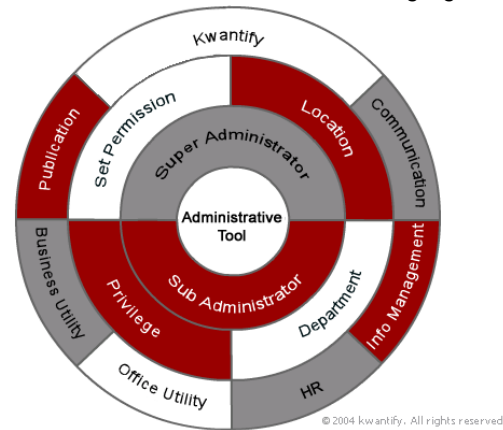 Kwantify
Publication
Set Permission
Location
Communication
Super Administrator
Administrative
Tool
Sub Administrator
Business Utility
Privilege
Department
Info Management
Office Utility
HR
© 2004 kwantify. All rights reserved